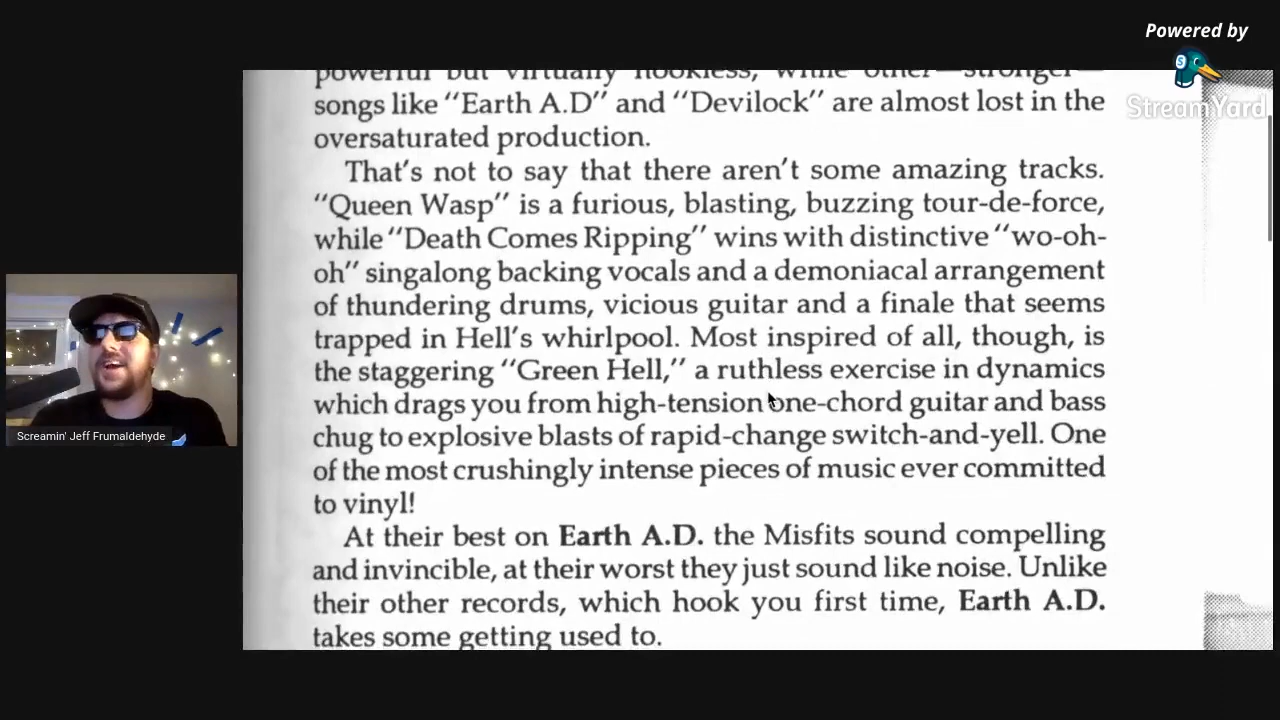 Powered by
StreamYard
powerful but virtually hookless, while other—stronger—
songs like “Earth A.D” and “Devilock” are almost lost in the
oversaturated production.
That’s not to say that there aren’t some amazing tracks.
“Queen Wasp” is a furious, blasting, buzzing tour-de-force,
while “Death Comes Ripping” wins with distinctive “wo-oh-
oh” singalong backing vocals and a demoniacal arrangement
of thundering drums, vicious guitar and a finale that seems
trapped in Hell’s whirlpool. Most inspired of all, though, is
the staggering “Green Hell,” a ruthless exercise in dynamics
which drags you from high-tension one-chord guitar and bass
chug to explosive blasts of rapid-change switch-and-yell. One
of the most crushingly intense pieces of music ever committed
to vinyl!
At their best on Earth A.D. the Misfits sound compelling
and invincible, at their worst they just sound like noise. Unlike
their other records, which hook you first time, Earth A.D.
takes some getting used to.
Screamin' Jeff Frumaldehyde